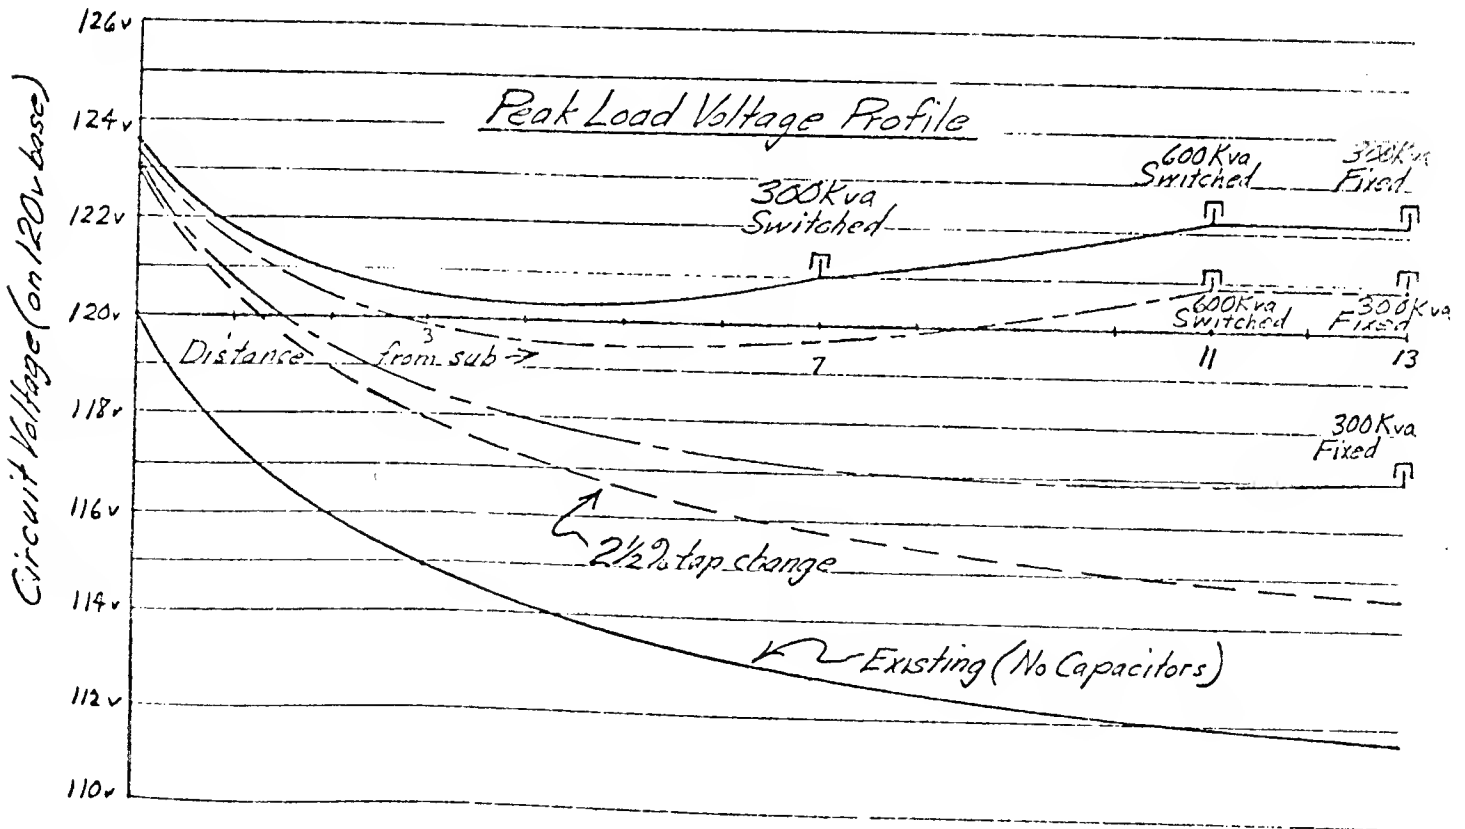 126v
124v
122v
120v
118v
116v
114v
112v
110v
Circuit Voltage (on 120v base)
Peak Load Voltage Profile
300Kva
Switched
600Kva
Switched
300Kva
Fixed
600Kva
Switched
300Kva
Fixed
Distance from sub →
3
7
11
13
300Kva
Fixed
2½% tap change
Existing (No Capacitors)